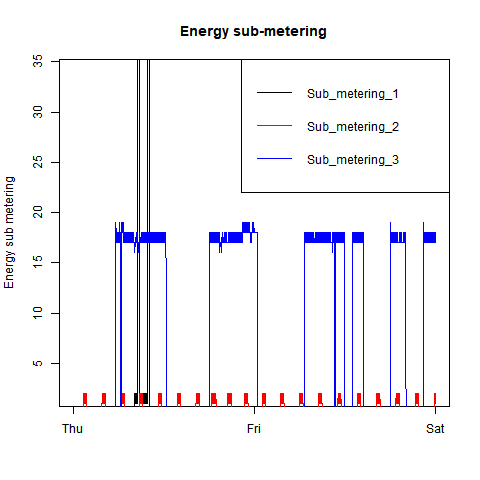 Energy sub-metering
Sub_metering_1
Sub_metering_2
Sub_metering_3
Energy sub metering
35
30
25
20
15
10
5
Thu Fri Sat